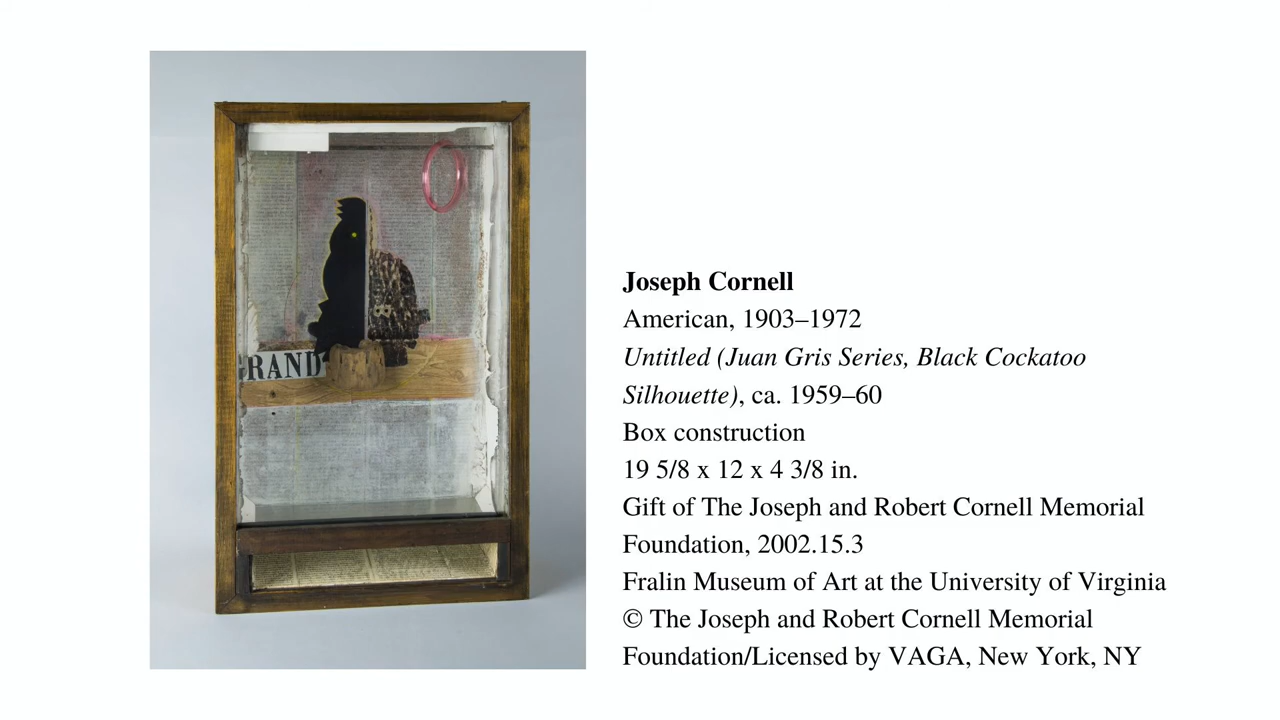 RAND
Joseph Cornell
American, 1903–1972
Untitled (Juan Gris Series, Black Cockatoo
Silhouette), ca. 1959–60
Box construction
19 5/8 x 12 x 4 3/8 in.
Gift of The Joseph and Robert Cornell Memorial
Foundation, 2002.15.3
Fralin Museum of Art at the University of Virginia
© The Joseph and Robert Cornell Memorial
Foundation/Licensed by VAGA, New York, NY